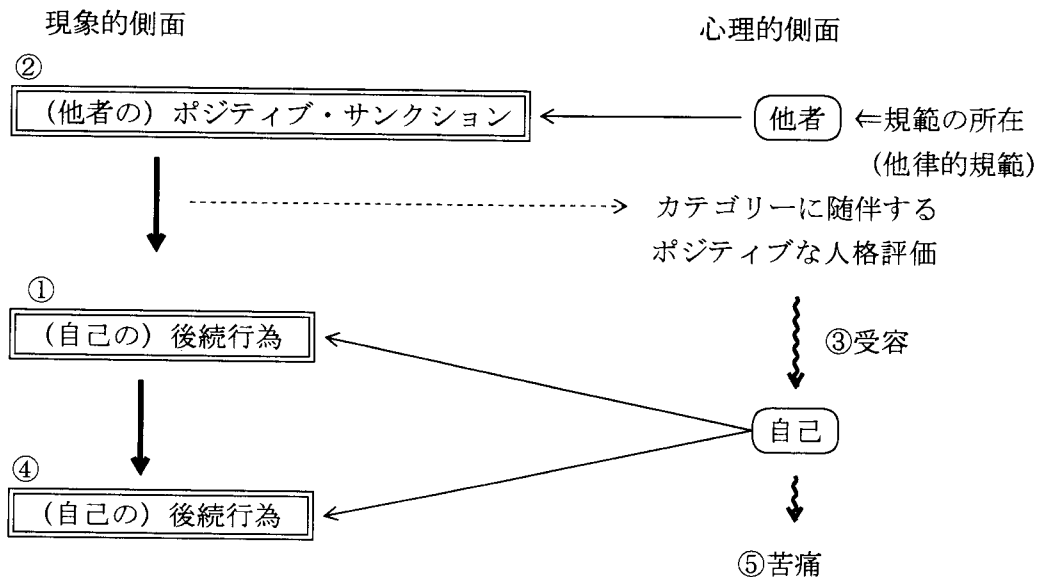 現象的側面
心理的側面
②
(他者の) ポジティブ・サンクション
他者 ⇐規範の所在
(他律的規範)
カテゴリーに随伴する
ポジティブな人格評価
①
(自己の) 後続行為
③受容
自己
④
(自己の) 後続行為
⑤苦痛